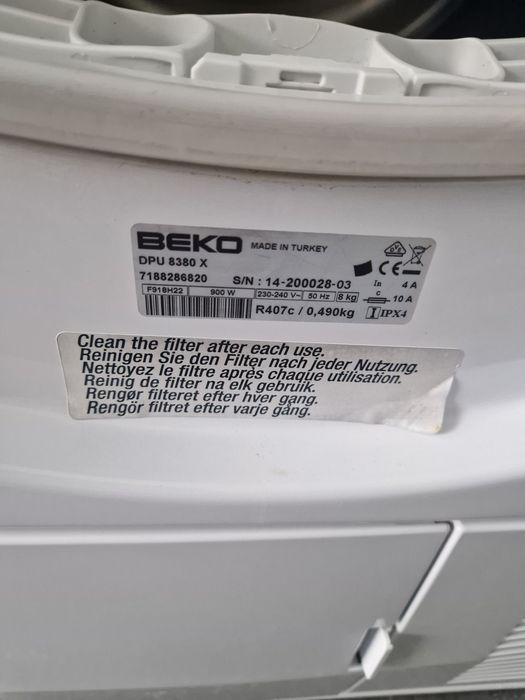 BEKO MADE IN TURKEY
DPU 8380 X
7188286820 S/N : 14-200028-03
F918H22 900 W 230-240 V~ 50 Hz 8 kg
In 4 A
c 10 A
R407c / 0,490kg IPX4
Clean the filter after each use.
Reinigen Sie den Filter nach jeder Nutzung.
Nettoyez le filtre après chaque utilisation.
Reinig de filter na elk gebruik.
Rengør filteret efter hver gang.
Rengör filtret efter varje gång.